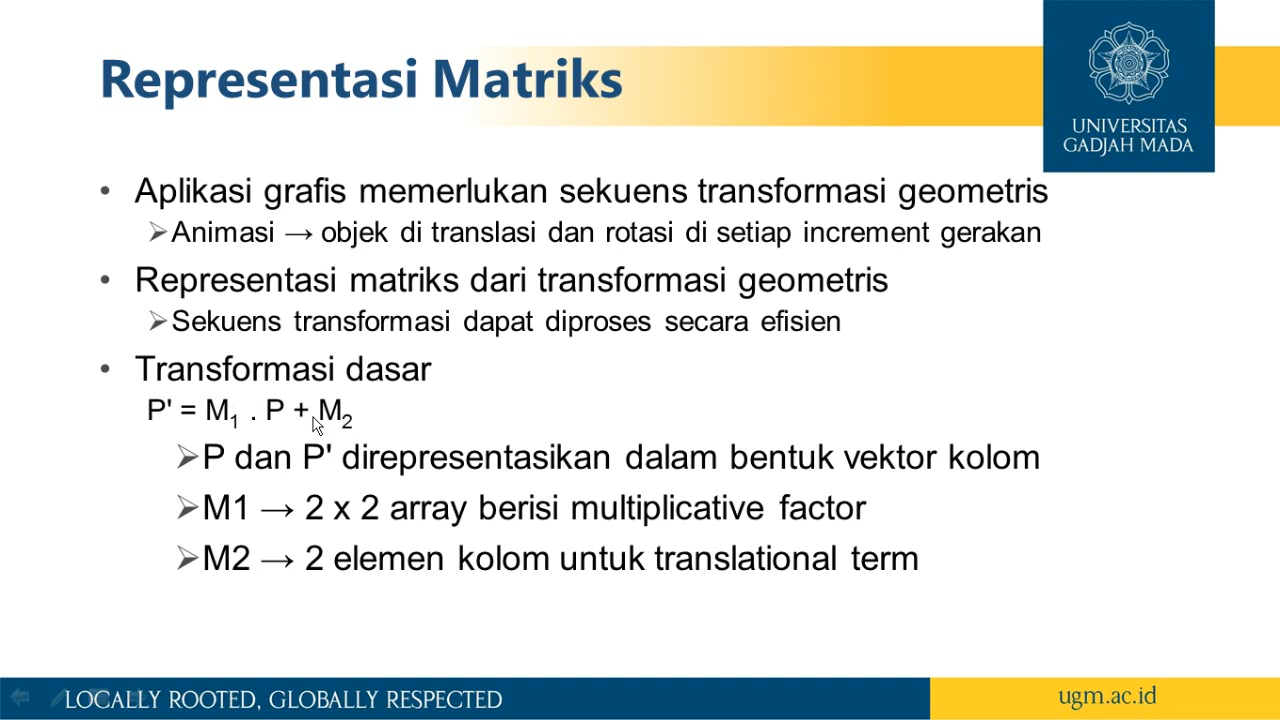 Representasi Matriks
UNIVERSITAS
GADJAH MADA
• Aplikasi grafis memerlukan sekuens transformasi geometris
➢Animasi → objek di translasi dan rotasi di setiap increment gerakan
• Representasi matriks dari transformasi geometris
➢Sekuens transformasi dapat diproses secara efisien
• Transformasi dasar
P' = M₁ . P + M₂
➢P dan P' direpresentasikan dalam bentuk vektor kolom
➢M1 → 2 x 2 array berisi multiplicative factor
➢M2 → 2 elemen kolom untuk translational term
LOCALLY ROOTED, GLOBALLY RESPECTED
ugm.ac.id